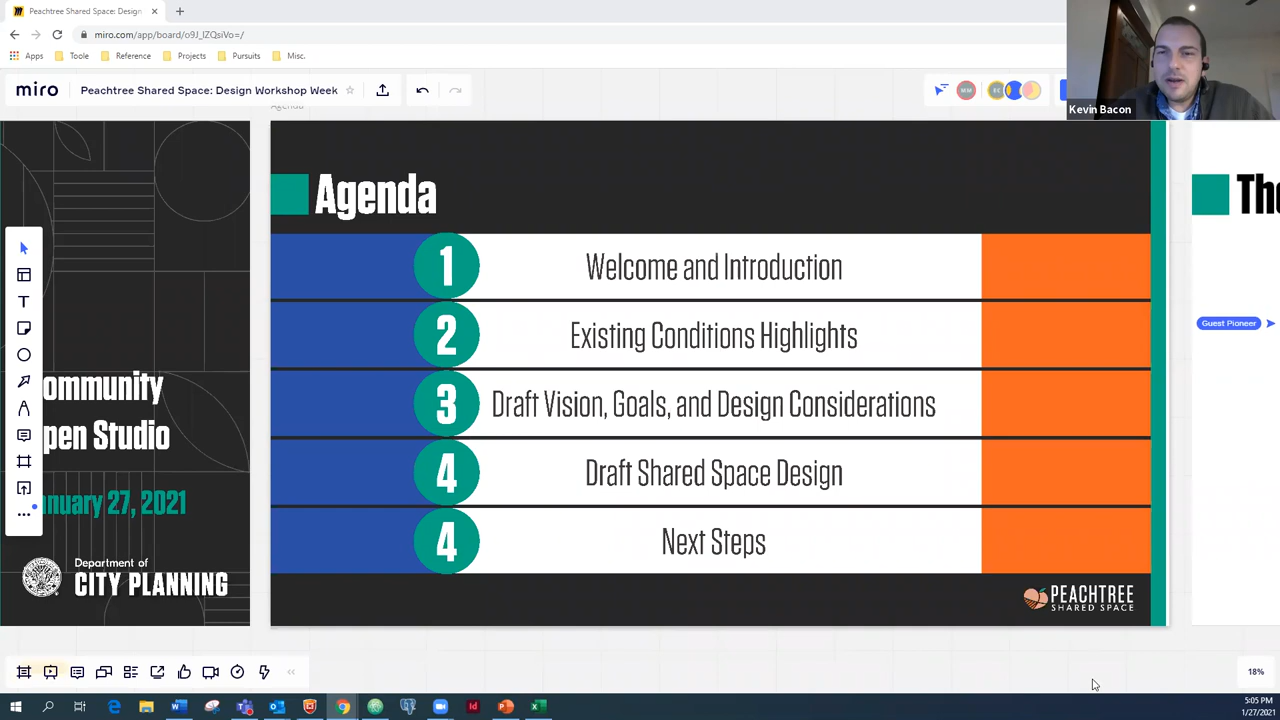 Peachtree Shared Space: Design
miro.com/app/board/o9J_lZQsiVo=/
Apps
Toole
Reference
Projects
Pursuits
Misc.
miro
Peachtree Shared Space: Design Workshop Week
Agenda
Kevin Bacon
Agenda
The
1 Welcome and Introduction
2 Existing Conditions Highlights
3 Draft Vision, Goals, and Design Considerations
4 Draft Shared Space Design
4 Next Steps
Guest Pioneer
ommunity
pen Studio
anuary 27, 2021
Department of
CITY PLANNING
PEACHTREE
SHARED SPACE
18%
5:05 PM
1/27/2021